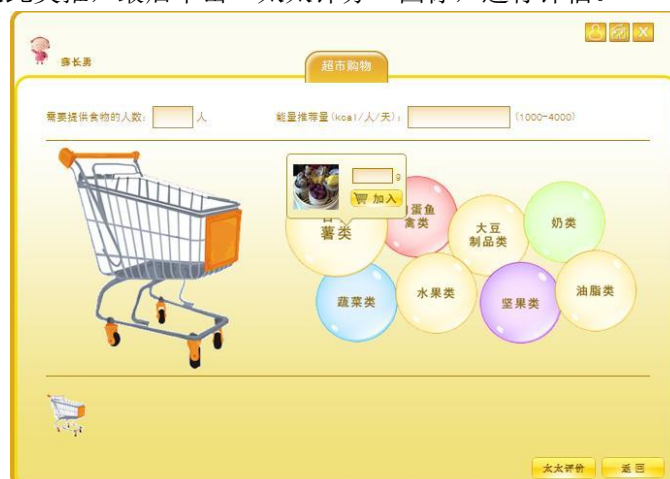 超市购物
需要提供食物的人数: 人
能量推荐量(kcal/人/天): (1000-4000)
g
加入
薯类
蛋鱼
禽类
大豆
制品类
奶类
蔬菜类
水果类
坚果类
油脂类
太太评价
返回